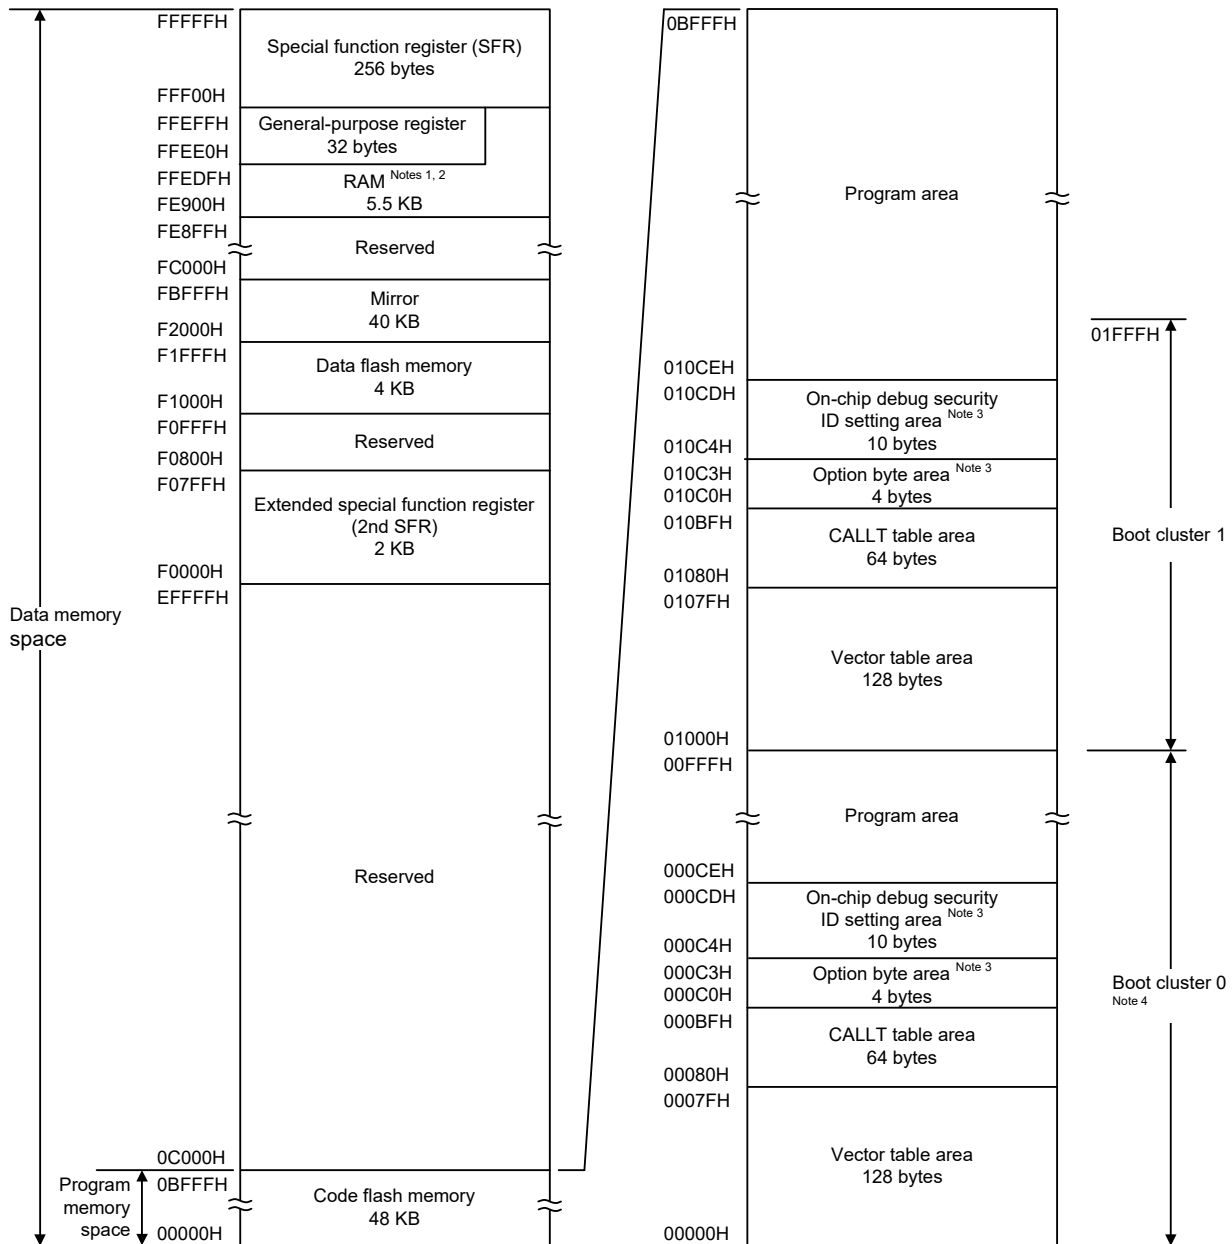 FFFFFH
Special function register (SFR)
256 bytes
FFF00H
FFEFFH
General-purpose register
32 bytes
FFEE0H
FFEDFH
RAM Notes 1, 2
5.5 KB
FE900H
FE8FFH
Reserved
FC000H
FBFFFH
Mirror
40 KB
F2000H
F1FFFH
Data flash memory
4 KB
F1000H
F0FFFH
Reserved
F0800H
F07FFH
Extended special function register
(2nd SFR)
2 KB
F0000H
EFFFFH
Data memory
space
Reserved
0C000H
0BFFFH
Program
memory
space
Code flash memory
48 KB
00000H
0BFFFH
Program area
01FFFH
010CEH
010CDH
On-chip debug security
ID setting area Note 3
10 bytes
010C4H
010C3H
Option byte area Note 3
4 bytes
010C0H
010BFH
CALLT table area
64 bytes
Boot cluster 1
01080H
0107FH
Vector table area
128 bytes
01000H
00FFFH
Program area
000CEH
000CDH
On-chip debug security
ID setting area Note 3
10 bytes
000C4H
000C3H
Option byte area Note 3
4 bytes
000C0H
Boot cluster 0
Note 4
000BFH
CALLT table area
64 bytes
00080H
0007FH
Vector table area
128 bytes
00000H